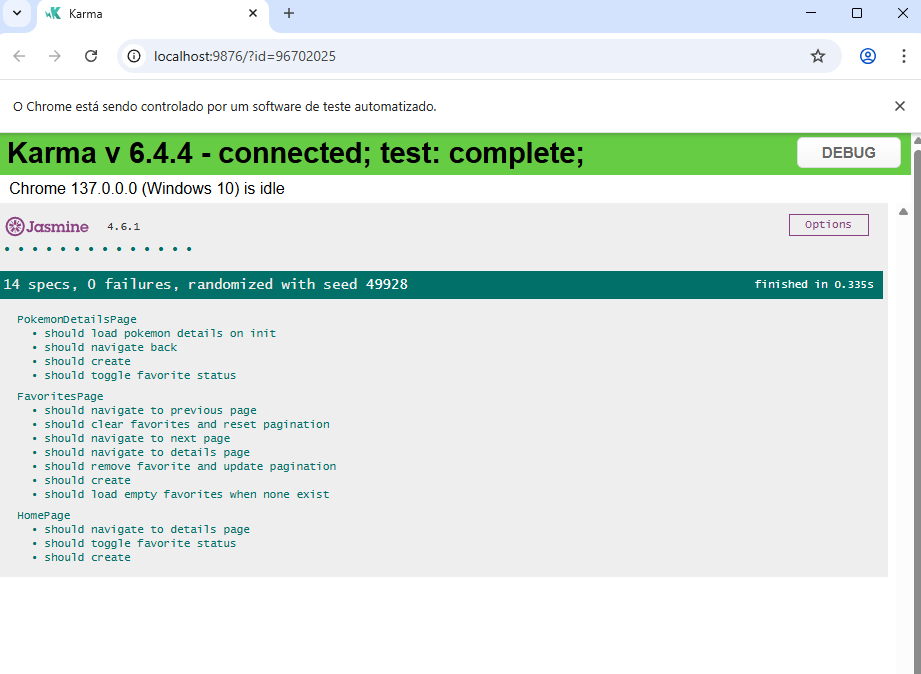 Karma
localhost:9876/?id=96702025
O Chrome está sendo controlado por um software de teste automatizado.
Karma v 6.4.4 - connected; test: complete;
DEBUG
Chrome 137.0.0.0 (Windows 10) is idle
Jasmine 4.6.1
Options
14 specs, 0 failures, randomized with seed 49928
finished in 0.335s
PokemonDetailsPage
• should load pokemon details on init
• should navigate back
• should create
• should toggle favorite status
FavoritesPage
• should navigate to previous page
• should clear favorites and reset pagination
• should navigate to next page
• should navigate to details page
• should remove favorite and update pagination
• should create
• should load empty favorites when none exist
HomePage
• should navigate to details page
• should toggle favorite status
• should create